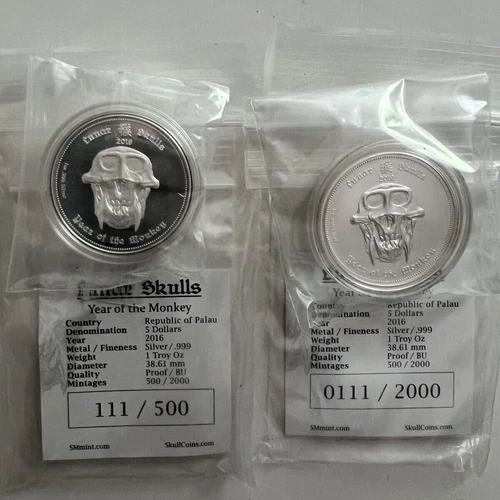 Lunar 猴 Skulls
2016
Year of the Monkey
Lunar Skulls
Year of the Monkey
Country Republic of Palau
Denomination 5 Dollars
Year 2016
Metal / Fineness Silver/.999
Weight 1 Troy Oz
Diameter 38.61 mm
Quality Proof / BU
Mintages 500 / 2000
111 / 500
SMmint.com SkullCoins.com
Lunar 猴 Skulls
2016
Year of the Monkey
Year of
Country Republic of Palau
Denomination 5 Dollars
Year 2016
Metal / Fineness Silver/.999
Weight 1 Troy Oz
Diameter 38.61 mm
Quality Proof / BU
Mintages 500 / 2000
0111 / 2000
SMmint.com SkullCoins.com